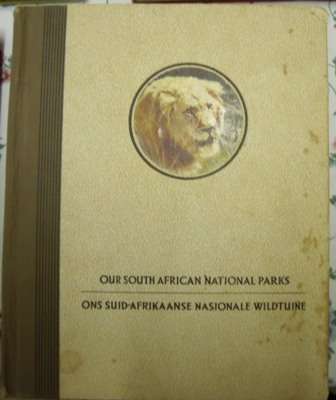 OUR SOUTH AFRICAN NATIONAL PARKS
ONS SUID-AFRIKAANSE NASIONALE WILDTUINE